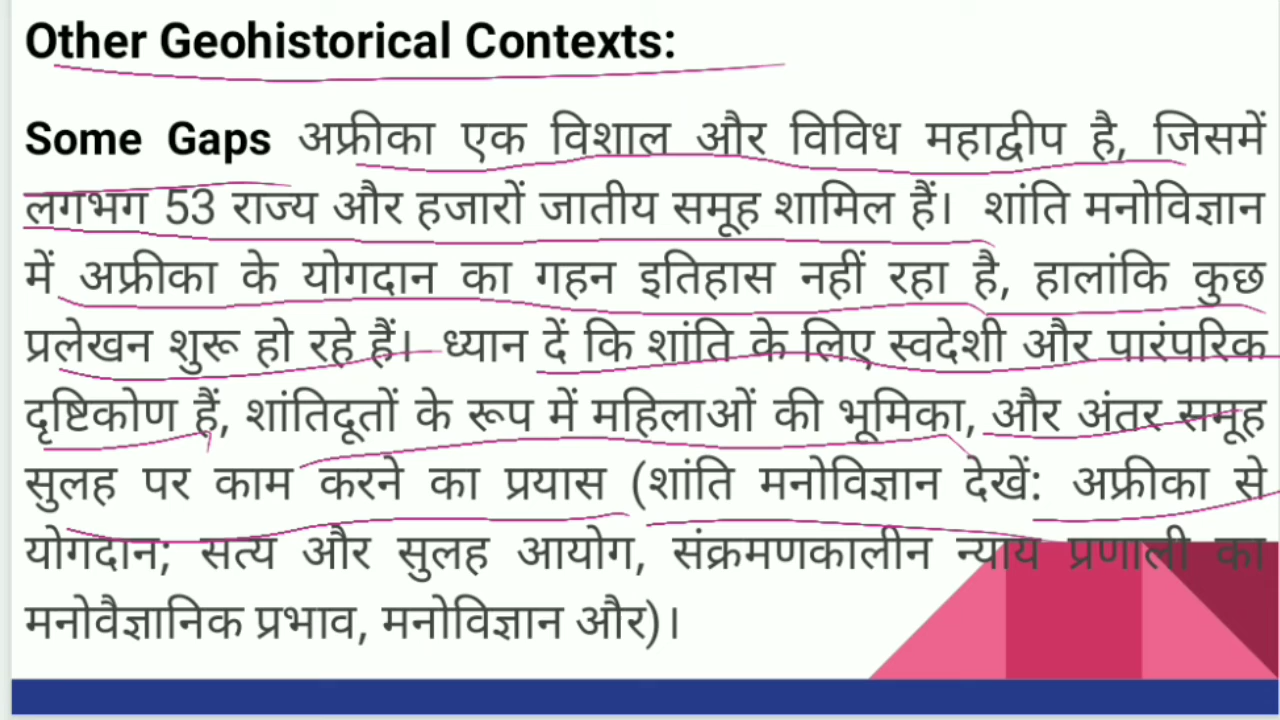 Other Geohistorical Contexts:
Some Gaps अफ्रीका एक विशाल और विविध महाद्वीप है, जिसमें
लगभग 53 राज्य और हजारों जातीय समूह शामिल हैं। शांति मनोविज्ञान
में अफ्रीका के योगदान का गहन इतिहास नहीं रहा है, हालांकि कुछ
प्रलेखन शुरू हो रहे हैं। ध्यान दें कि शांति के लिए स्वदेशी और पारंपरिक
दृष्टिकोण हैं, शांतिदूतों के रूप में महिलाओं की भूमिका, और अंतर समूह
सुलह पर काम करने का प्रयास (शांति मनोविज्ञान देखें: अफ्रीका से
योगदान; सत्य और सुलह आयोग, संक्रमणकालीन न्याय प्रणाली का
मनोवैज्ञानिक प्रभाव, मनोविज्ञान और)।